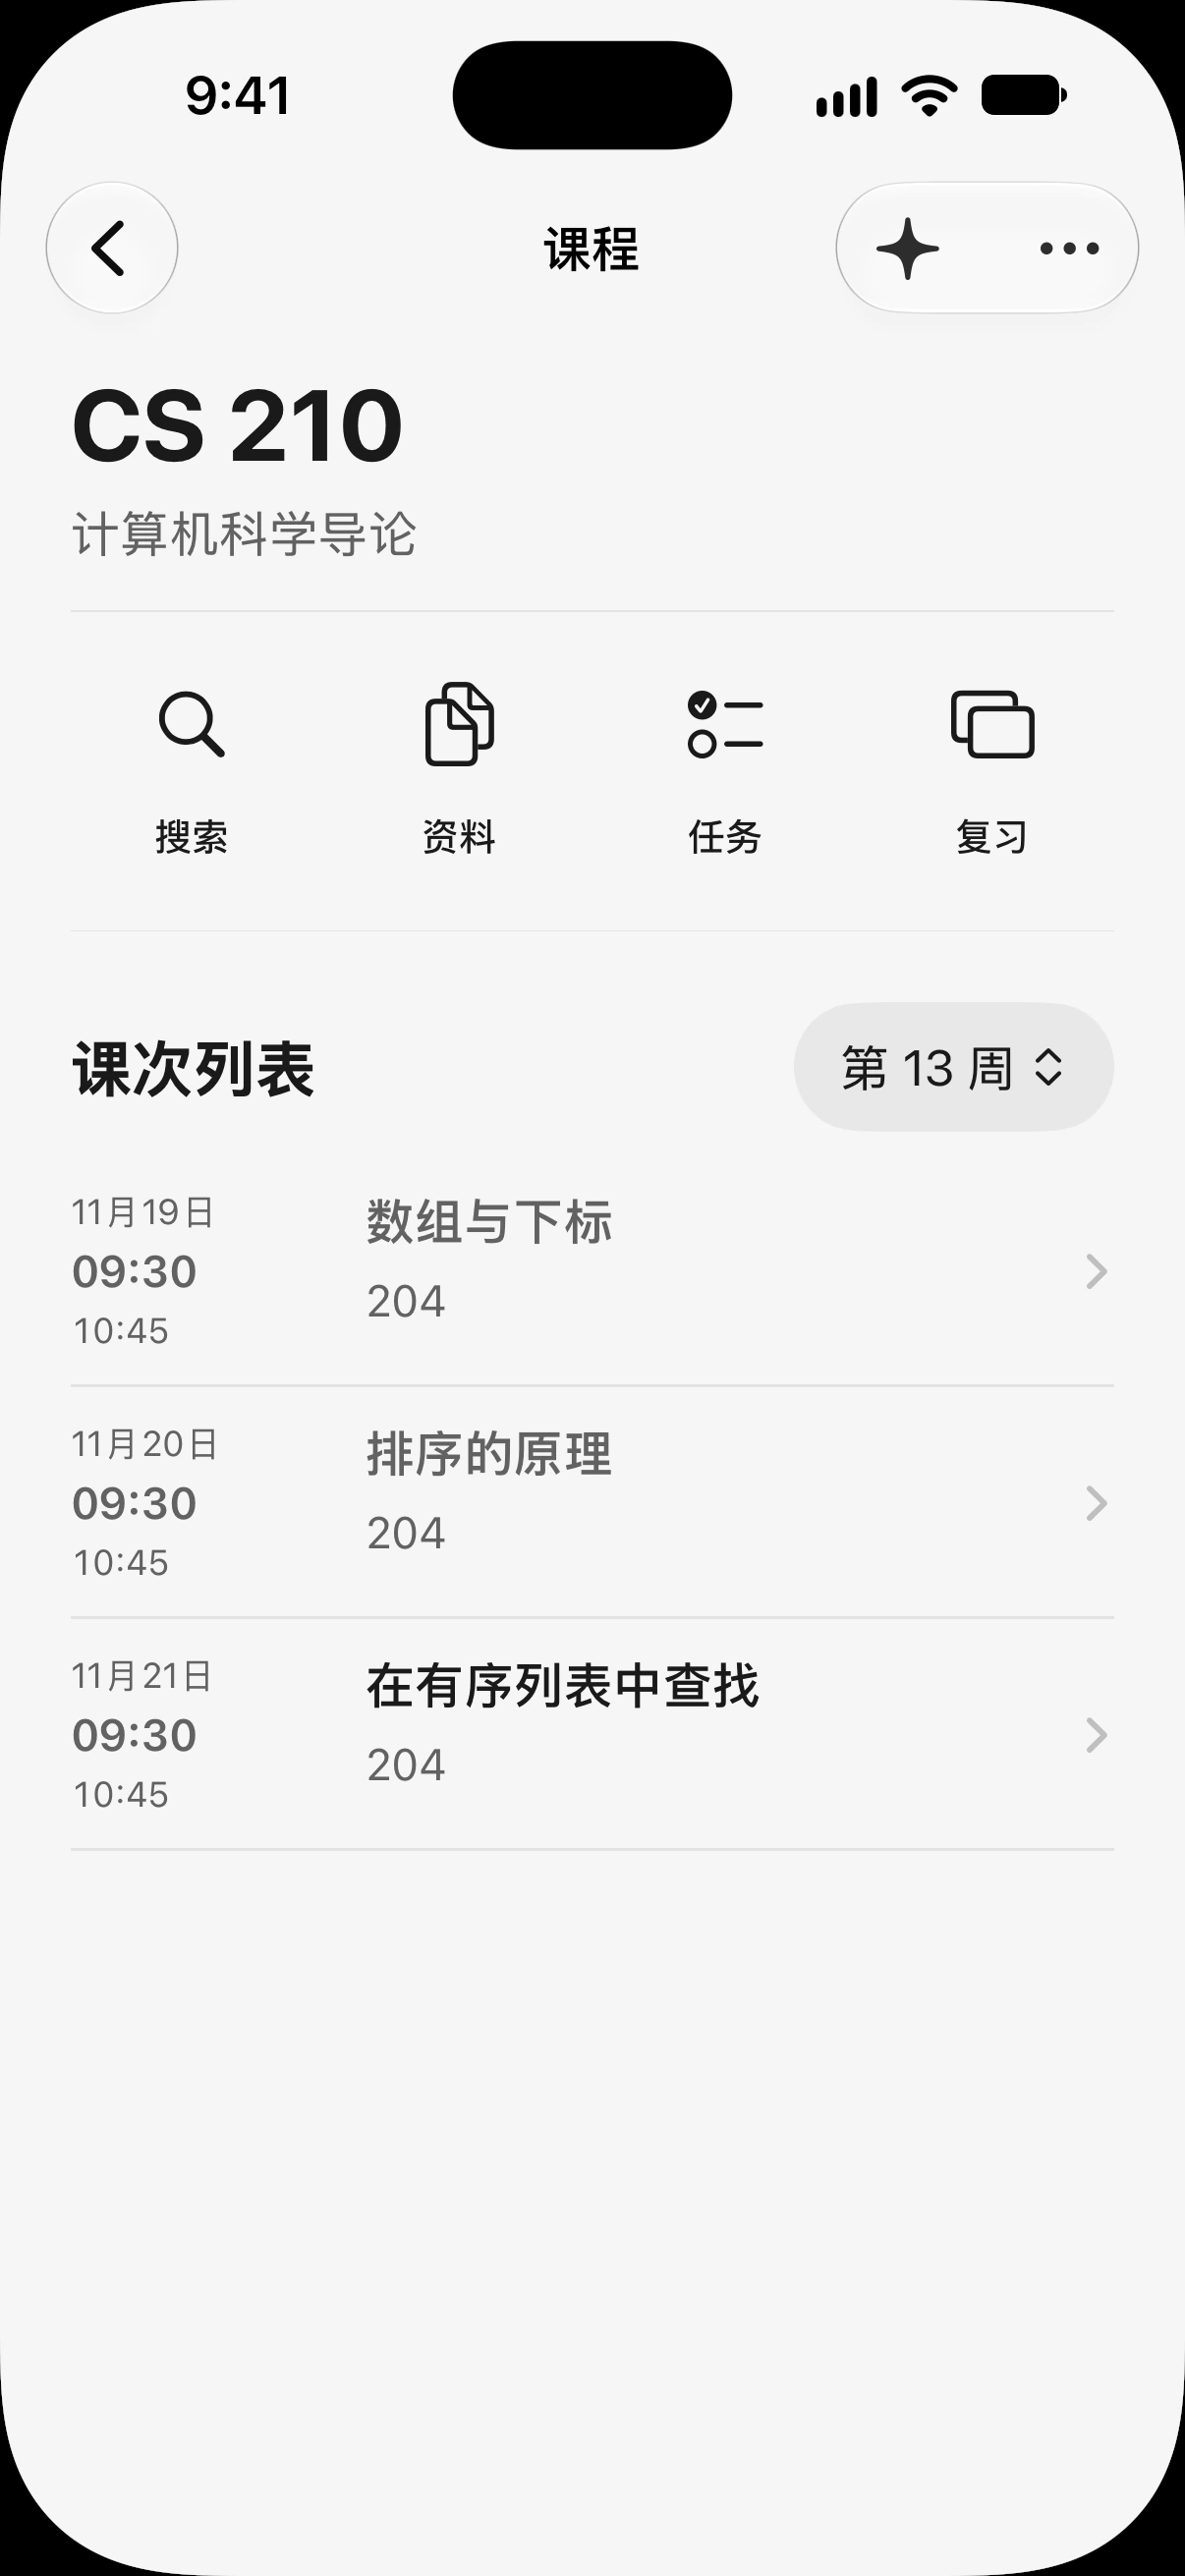 9:41
课程
CS 210
计算机科学导论
搜索
资料
任务
复习
课次列表
第 13 周
11月19日
09:30
10:45
数组与下标
204
11月20日
09:30
10:45
排序的原理
204
11月21日
09:30
10:45
在有序列表中查找
204